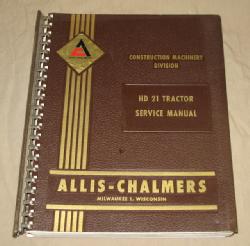 CONSTRUCTION MACHINERY
DIVISION
HD 21 TRACTOR
SERVICE MANUAL
ALLIS-CHALMERS
MILWAUKEE 1, WISCONSIN